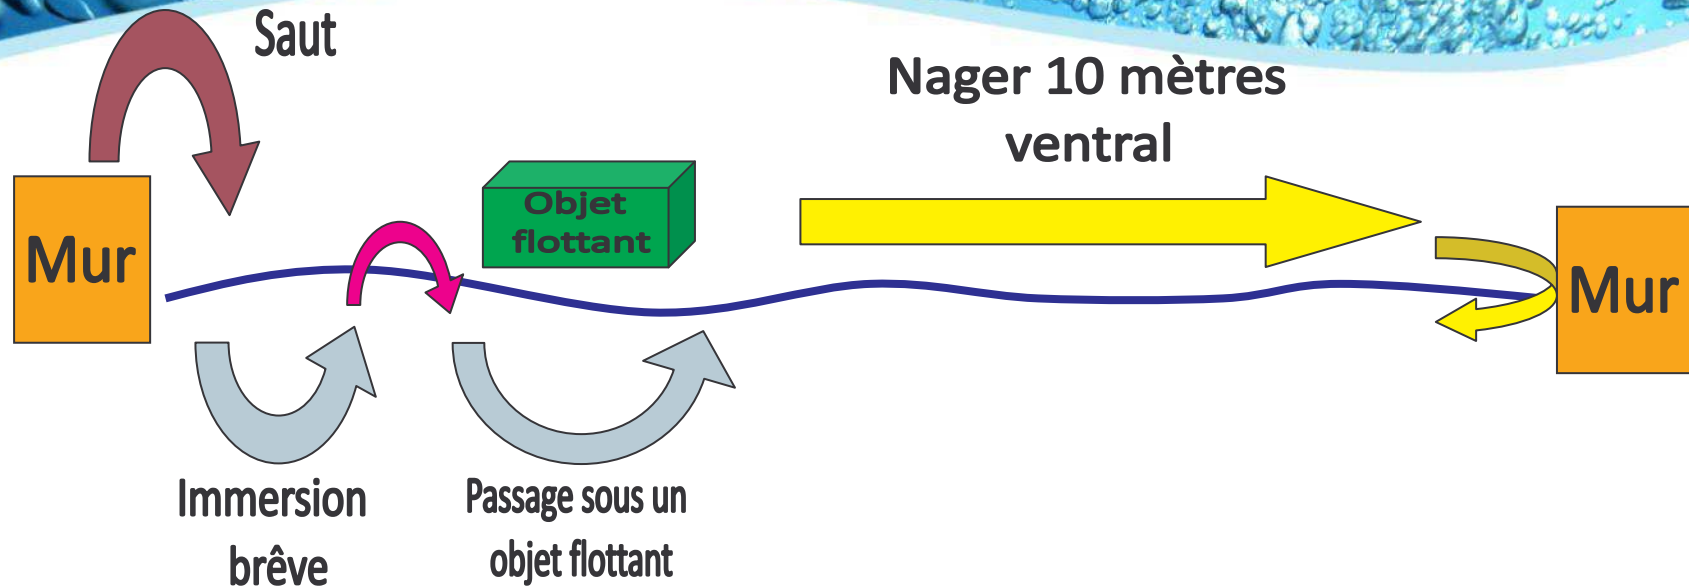 Saut
Nager 10 mètres
ventral
Mur
Objet
flottant
Mur
Immersion
brêve
Passage sous un
objet flottant